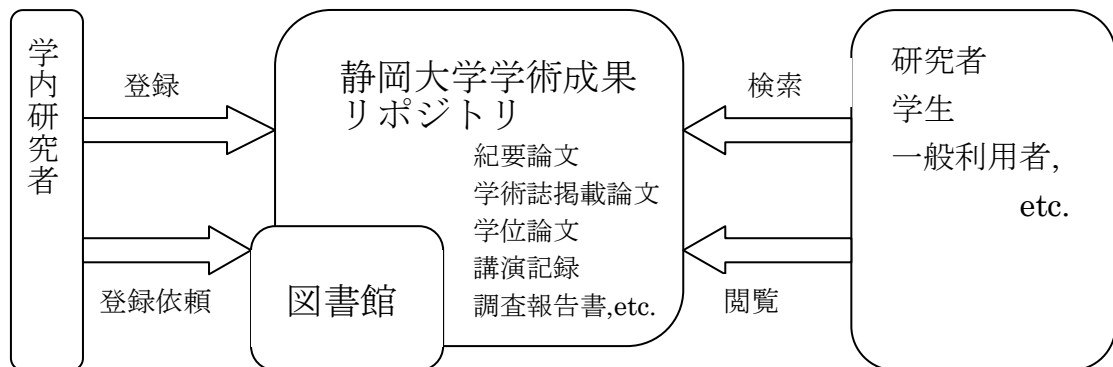 学内研究者
登録
登録依頼
静岡大学学術成果
リポジトリ
紀要論文
学術誌掲載論文
学位論文
講演記録
調査報告書,etc.
図書館
検索
閲覧
研究者
学生
一般利用者,
etc.